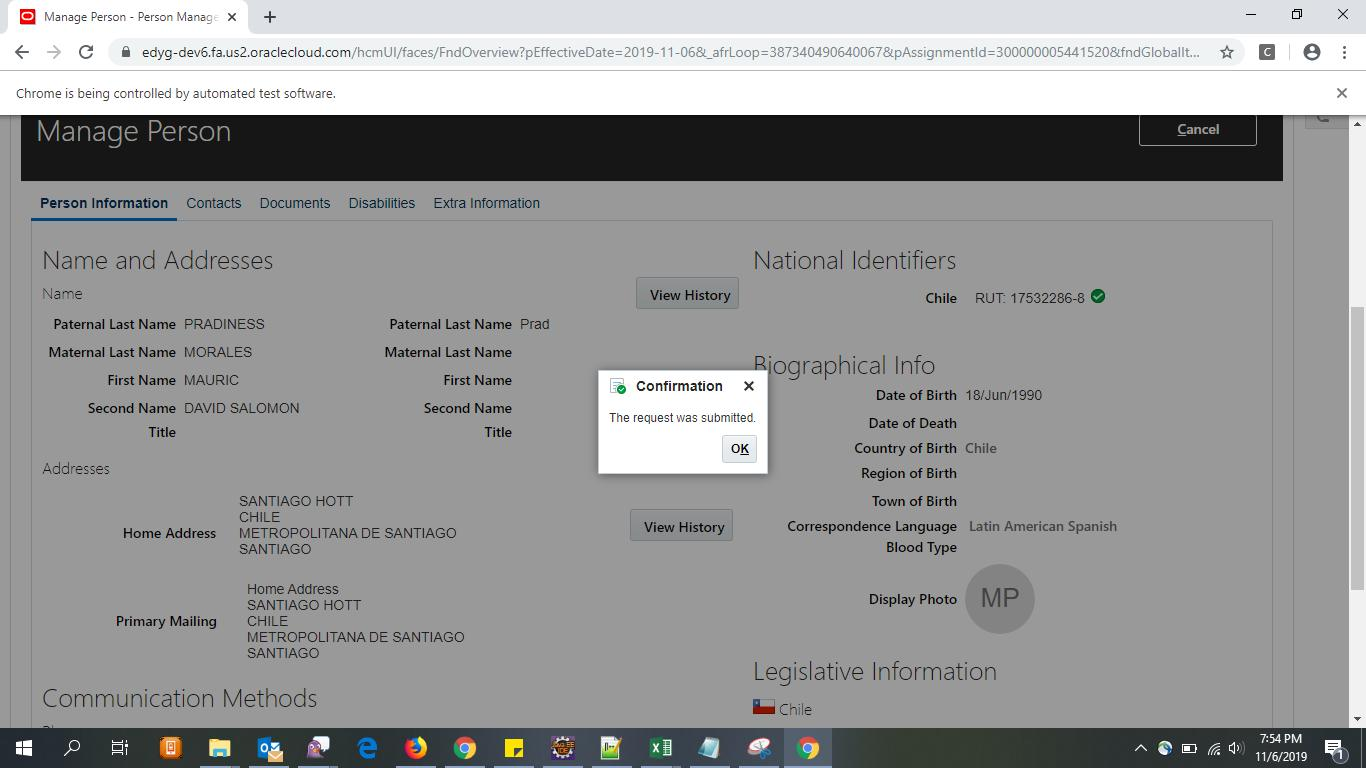 Manage Person - Person Manage
edyg-dev6.fa.us2.oraclecloud.com/hcmUI/faces/FndOverview?pEffectiveDate=2019-11-06&_afrLoop=387340490640067&pAssignmentId=300000005441520&fndGlobalIt...
C
Chrome is being controlled by automated test software.
Manage Person
Cancel
Person Information Contacts Documents Disabilities Extra Information
Name and Addresses
Name
View History
Paternal Last Name PRADINESS Paternal Last Name Prad
Maternal Last Name MORALES Maternal Last Name
First Name MAURIC First Name
Second Name DAVID SALOMON Second Name
Title Title
Addresses
Home Address
SANTIAGO HOTT
CHILE
METROPOLITANA DE SANTIAGO
SANTIAGO
View History
Primary Mailing
Home Address
SANTIAGO HOTT
CHILE
METROPOLITANA DE SANTIAGO
SANTIAGO
Communication Methods
National Identifiers
Chile RUT: 17532286-8
Biographical Info
Date of Birth 18/Jun/1990
Date of Death
Country of Birth Chile
Region of Birth
Town of Birth
Correspondence Language Latin American Spanish
Blood Type
Display Photo MP
Legislative Information
Chile
Confirmation
The request was submitted.
OK
7:54 PM
11/6/2019
1